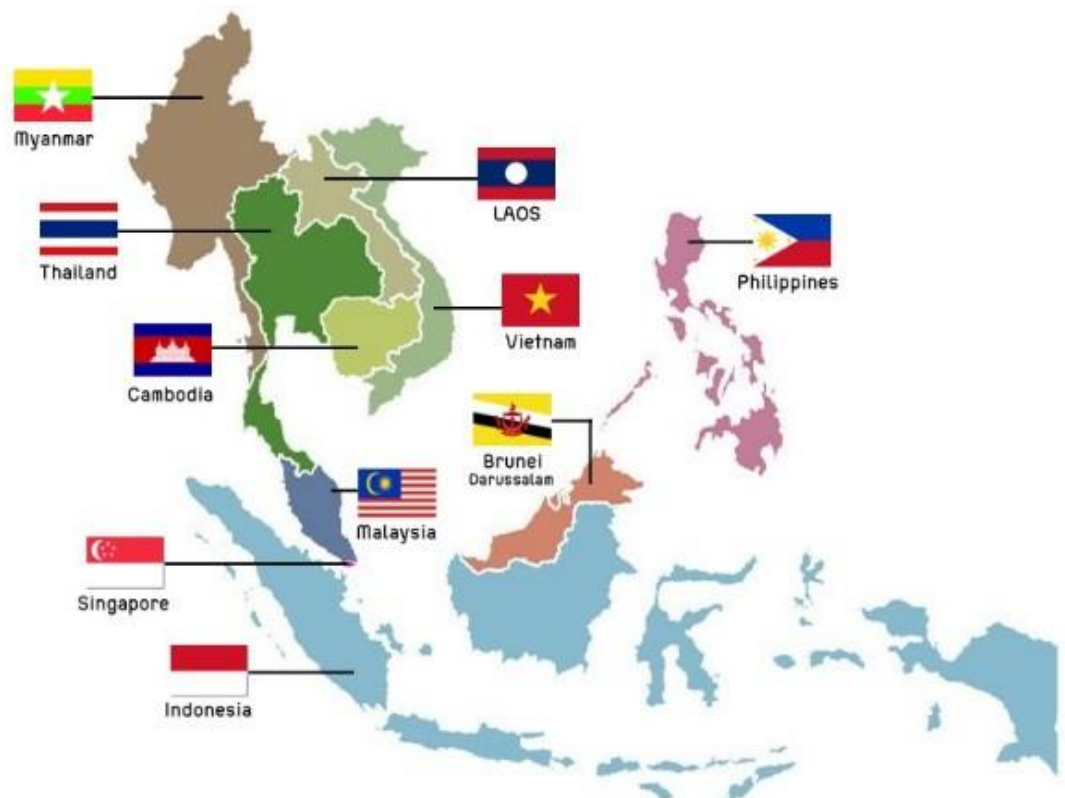 Myanmar
LAOS
Thailand
Philippines
Vietnam
Cambodia
Brunei
Darussalam
Malaysia
Singapore
Indonesia